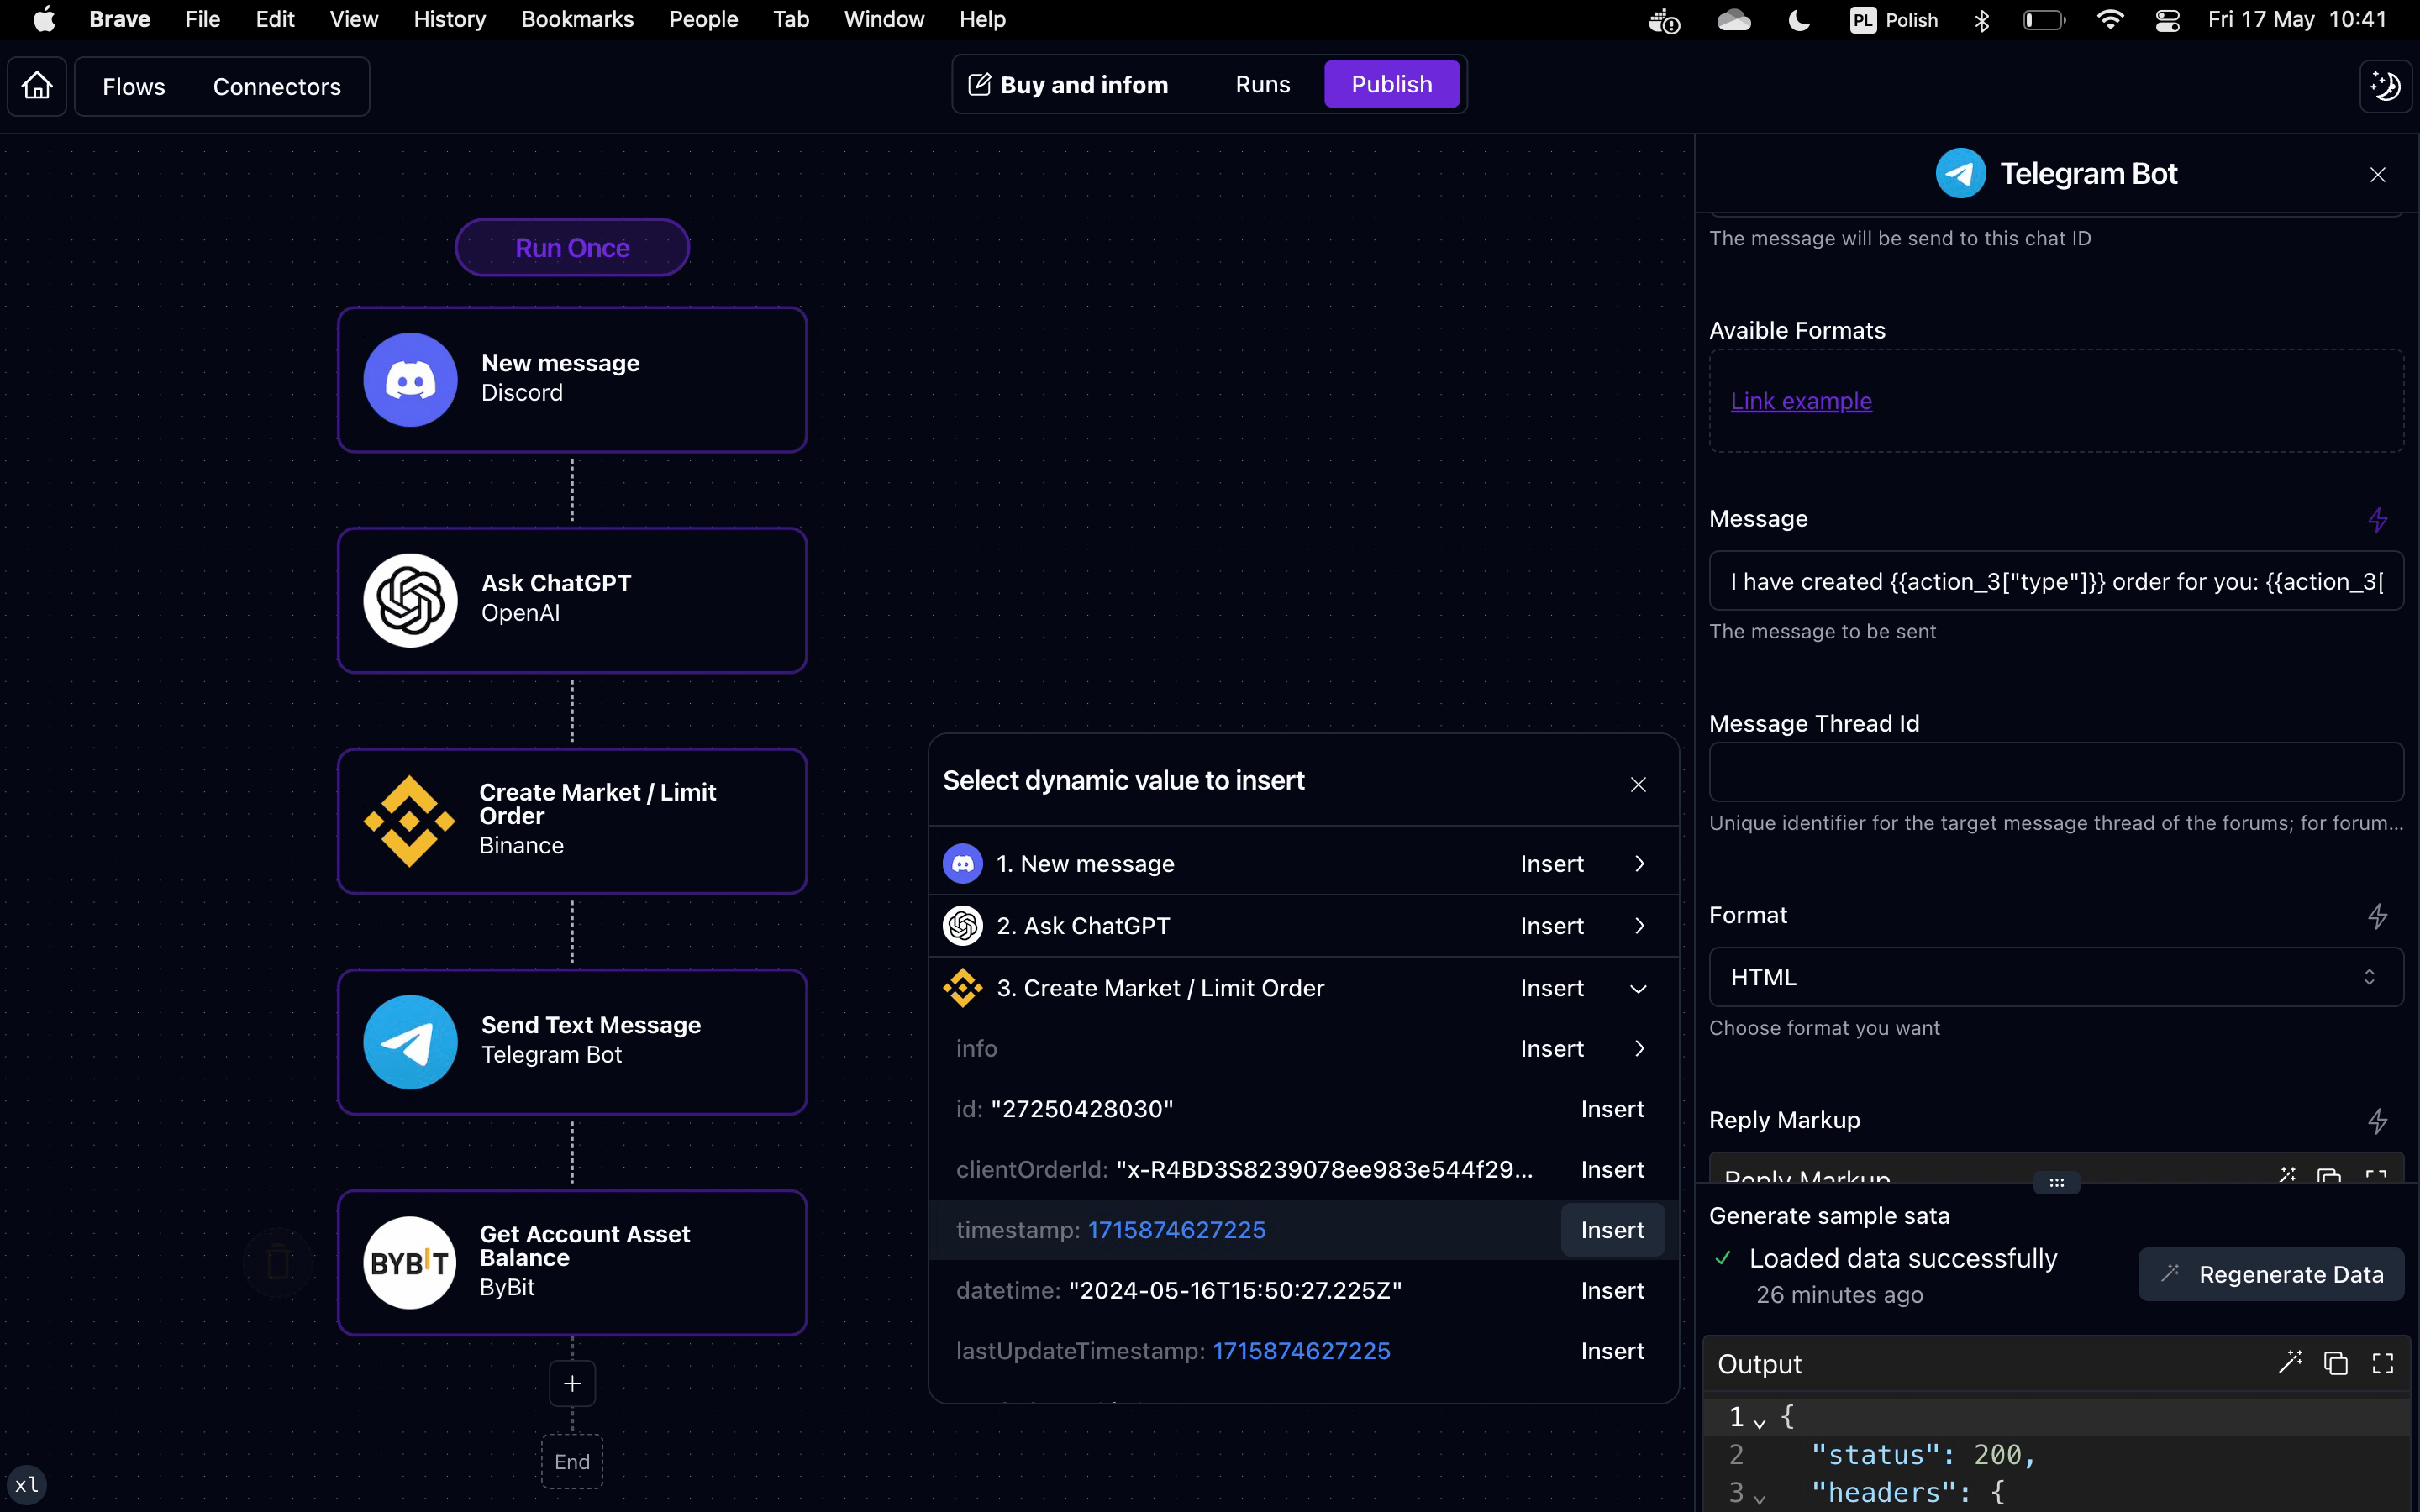 Brave File Edit View History Bookmarks People Tab Window Help PL Polish Fri 17 May 10:41
Flows Connectors
Buy and infom Runs Publish
Run Once
New message
Discord
Ask ChatGPT
OpenAI
Create Market / Limit
Order
Binance
Send Text Message
Telegram Bot
BYBIT
Get Account Asset
Balance
ByBit
+
End
xl
Select dynamic value to insert
1. New message Insert
2. Ask ChatGPT Insert
3. Create Market / Limit Order Insert
info Insert
id: "27250428030" Insert
clientOrderId: "x-R4BD3S8239078ee983e544f29... Insert
timestamp: 1715874627225 Insert
datetime: "2024-05-16T15:50:27.225Z" Insert
lastUpdateTimestamp: 1715874627225 Insert
Telegram Bot
The message will be send to this chat ID
Avaible Formats
Link example
Message
I have created {{action_3["type"]}} order for you: {{action_3[
The message to be sent
Message Thread Id
Unique identifier for the target message thread of the forums; for forum...
Format
HTML
Choose format you want
Reply Markup
Reply Markup
Generate sample sata
Loaded data successfully
26 minutes ago
Regenerate Data
Output
1 {
2 "status": 200,
3 "headers": {